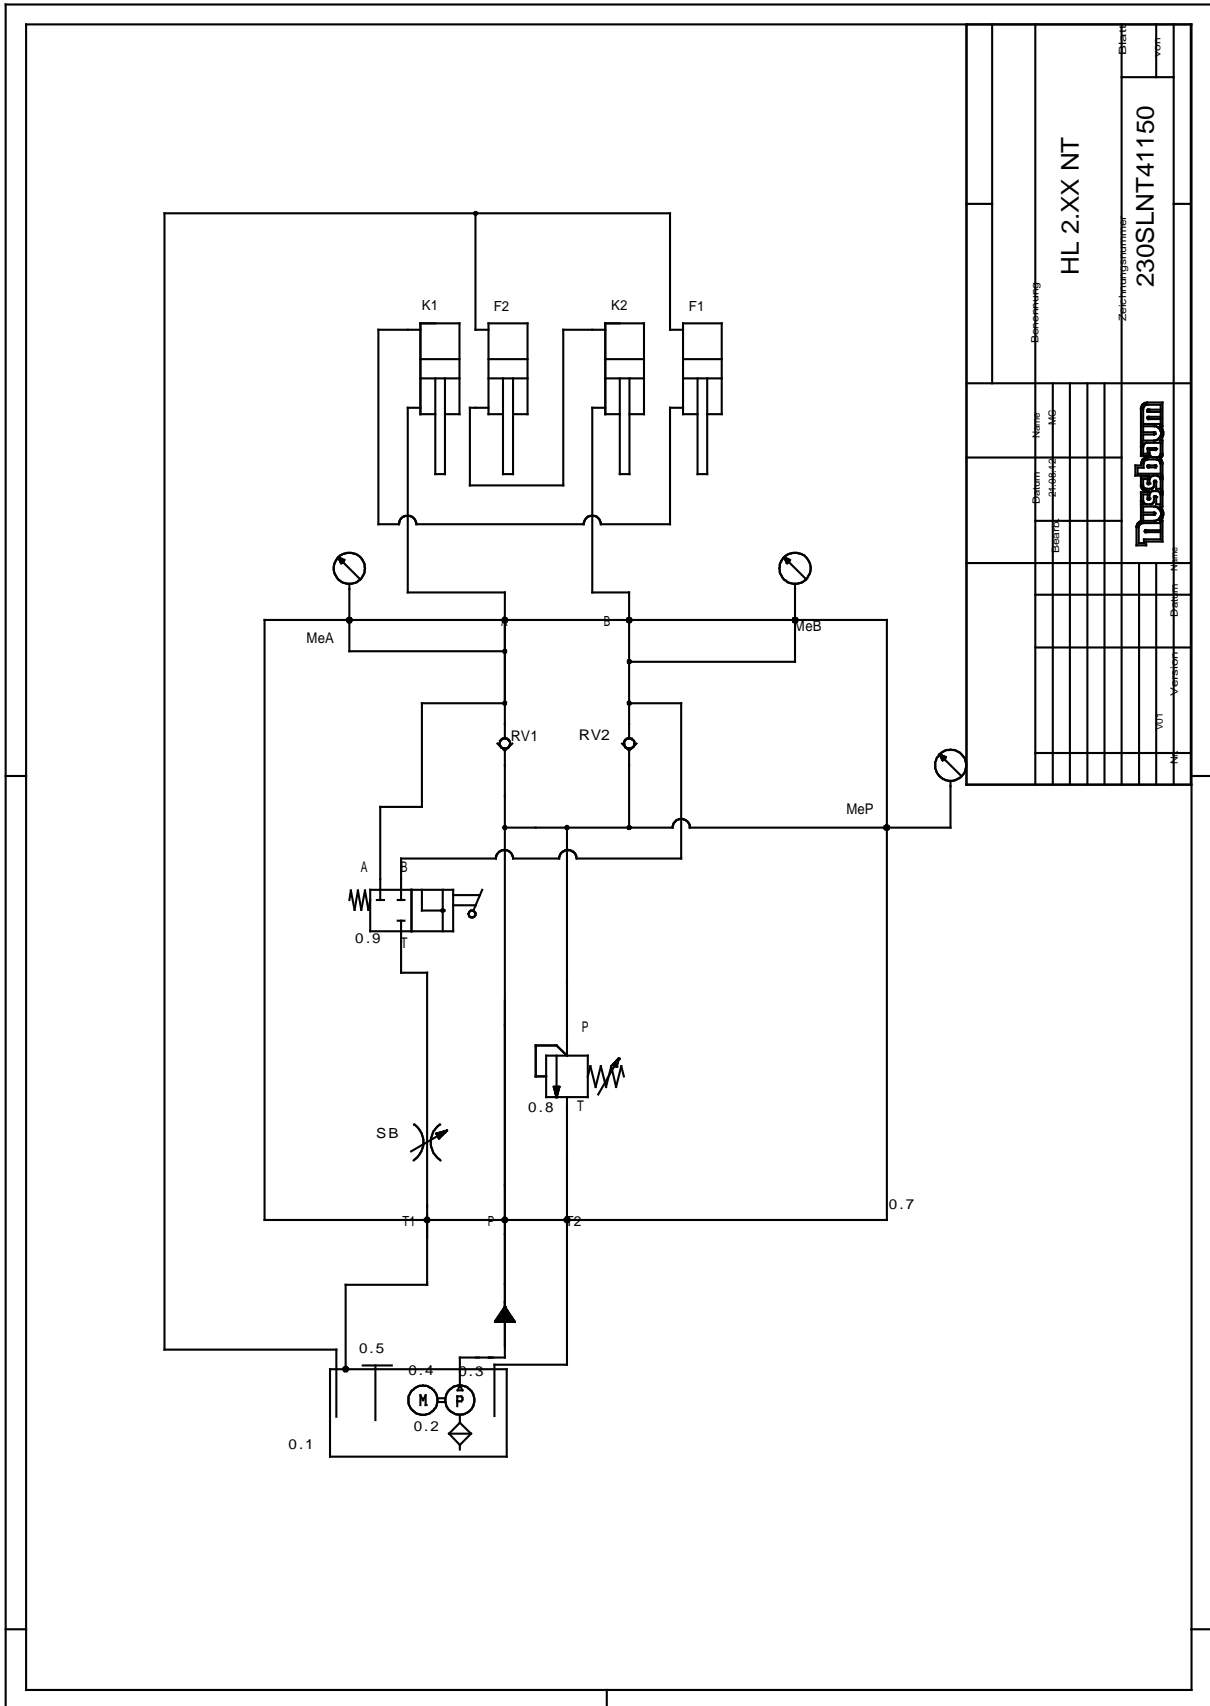 K1
F2
K2
F1
MeA
A
B
MeB
RV1
RV2
MeP
A
B
0.9
T
P
0.8
T
SB
0.7
T1
P
T2
0.5
0.4
0.3
M
P
0.2
0.1
Blatt
von
HL 2.XX NT
230SLNT41150
Benennung
Zeichnungsnummer
Name
MG
Datum
Bearb.
Nussbaum
Name
Datum
Version
V01
Nr.